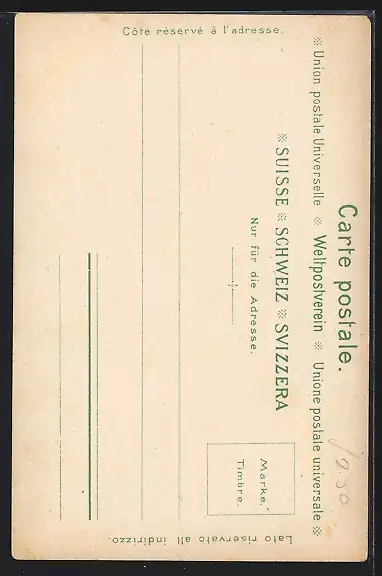 Carte postale.
※ Union postale Universelle ※ Weltpostverein ※ Unione postale universale ※
※ SUISSE ※ SCHWEIZ ※ SVIZZERA
Nur für die Adresse.
Marke.
Timbre.
Côté réservé à l'adresse.
Lato riservato all indirizzo.